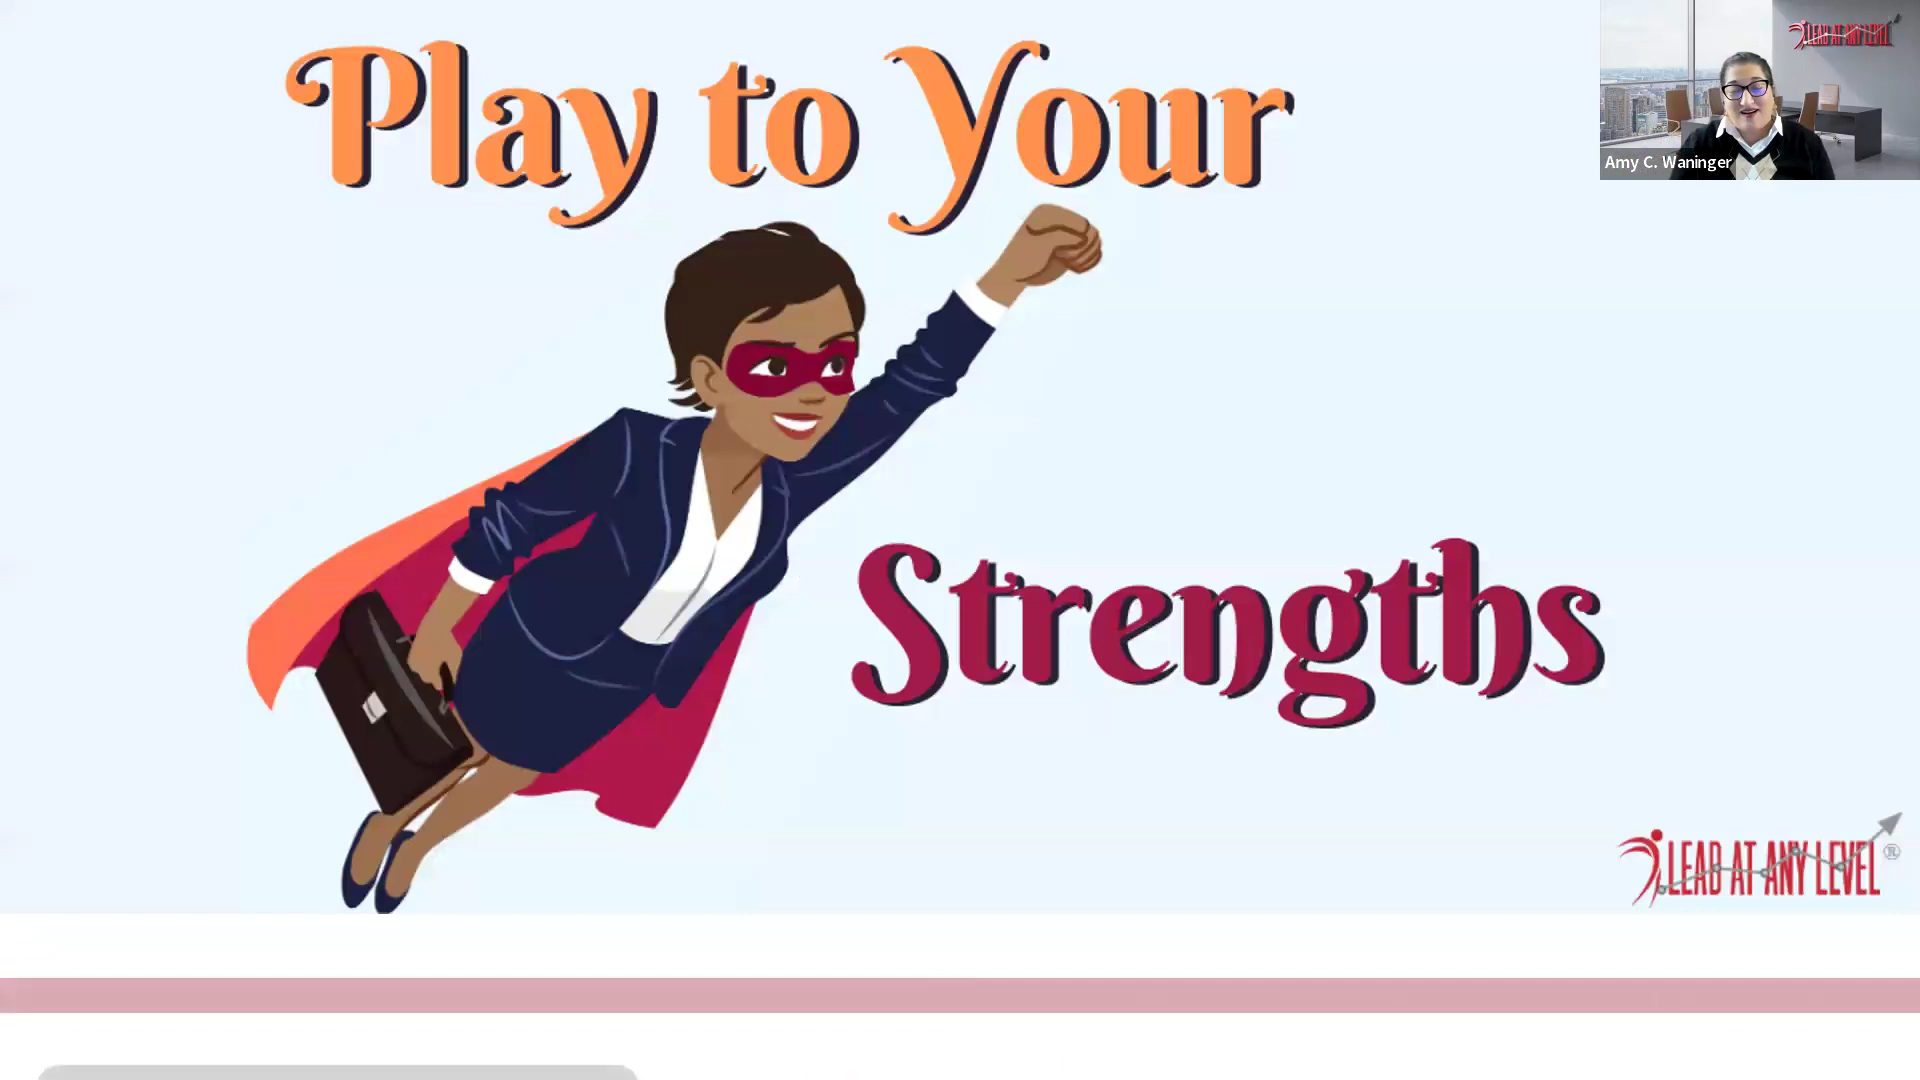 Play to Your
LEAD AT ANY LEVEL
Amy C. Waninger
Strengths
LEAD AT ANY LEVEL®